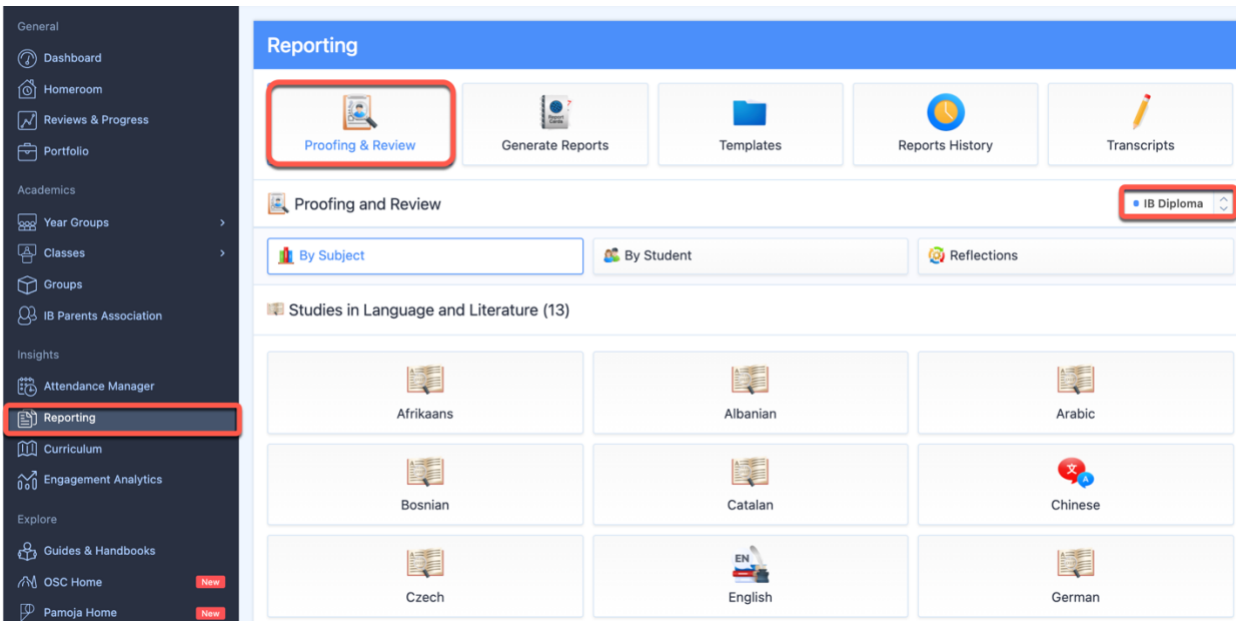 General
Dashboard
Homeroom
Reviews & Progress
Portfolio
Academics
Year Groups
Classes
Groups
IB Parents Association
Insights
Attendance Manager
Reporting
Curriculum
Engagement Analytics
Explore
Guides & Handbooks
OSC Home New
Pamoja Home New
Reporting
Proofing & Review
Report Cards
Generate Reports
Templates
Reports History
Transcripts
Proofing and Review
IB Diploma
By Subject
By Student
Reflections
Studies in Language and Literature (13)
Afrikaans
Albanian
Arabic
Bosnian
Catalan
文 A
Chinese
Czech
EN
English
German